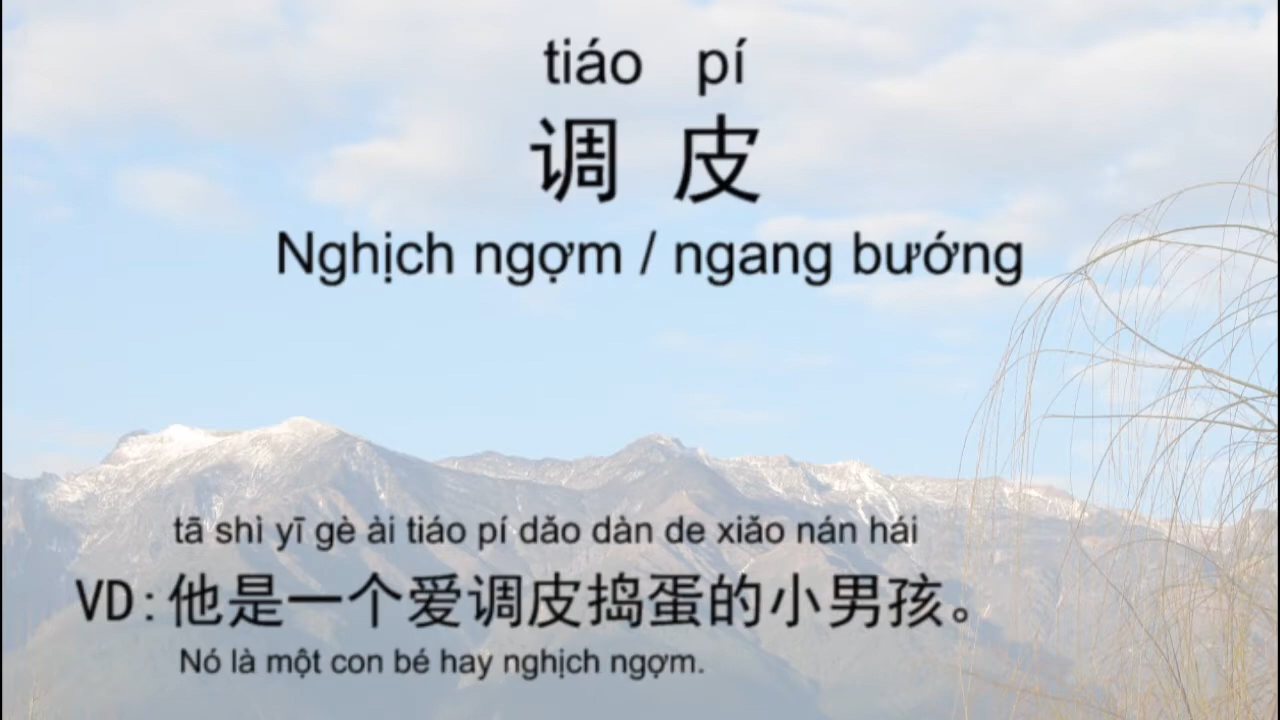 tiáo pí
调皮
Nghịch ngợm / ngang bướng
tā shì yī gè ài tiáo pí dǎo dàn de xiǎo nán hái
VD:他是一个爱调皮捣蛋的小男孩。
Nó là một con bé hay nghịch ngợm.